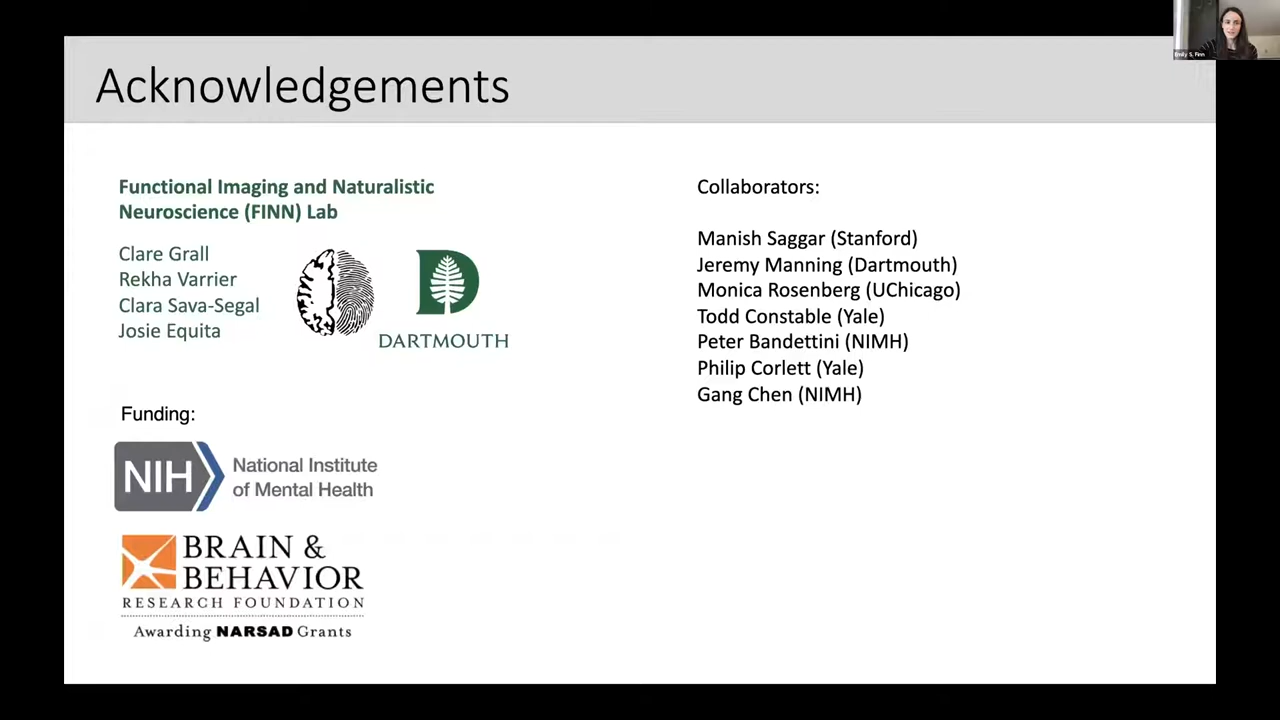 Acknowledgements
Emily S. Finn
Functional Imaging and Naturalistic
Neuroscience (FINN) Lab
Clare Grall
Rekha Varrier
Clara Sava-Segal
Josie Equita
D
DARTMOUTH
Funding:
NIH
National Institute
of Mental Health
BRAIN &
BEHAVIOR
RESEARCH FOUNDATION
Awarding NARSAD Grants
Collaborators:
Manish Saggar (Stanford)
Jeremy Manning (Dartmouth)
Monica Rosenberg (UChicago)
Todd Constable (Yale)
Peter Bandettini (NIMH)
Philip Corlett (Yale)
Gang Chen (NIMH)